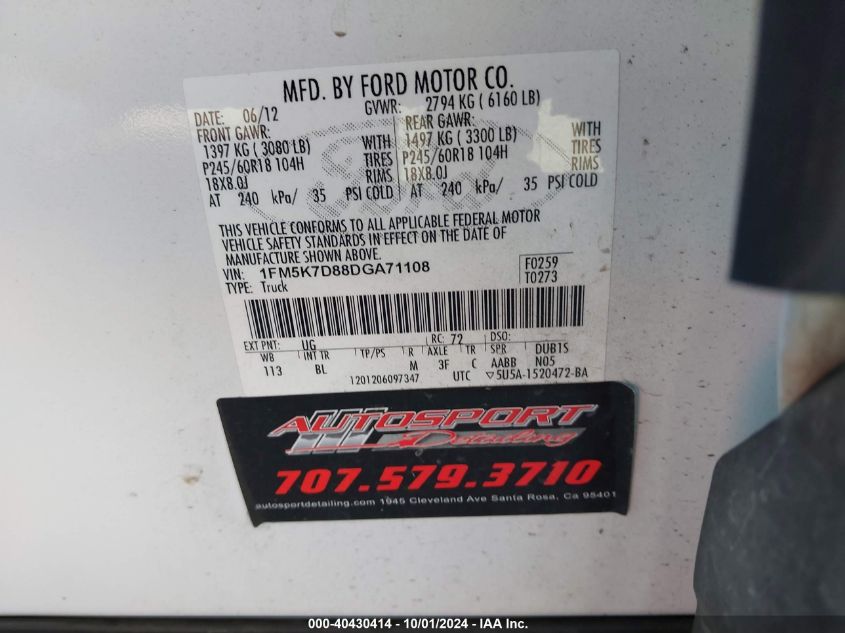 MFD. BY FORD MOTOR CO.
DATE: 06/12 GVWR: 2794 KG ( 6160 LB)
FRONT GAWR: REAR GAWR:
1397 KG ( 3080 LB) WITH 1497 KG ( 3300 LB) WITH
P245/60R18 104H TIRES P245/60R18 104H TIRES
18X8.0J RIMS 18X8.0J RIMS
AT 240 kPa/ 35 PSI COLD AT 240 kPa/ 35 PSI COLD
THIS VEHICLE CONFORMS TO ALL APPLICABLE FEDERAL MOTOR
VEHICLE SAFETY STANDARDS IN EFFECT ON THE DATE OF
MANUFACTURE SHOWN ABOVE.
VIN: 1FM5K7D88DGA71108 F0259
TYPE: Truck T0273
EXT PNT: UG RC: 72 DSO:
WB INT TR TP/PS R AXLE TR SPR DUB1S
113 BL M 3F C AABB N05
1201206097347 UTC ▽5U5A-1520472-BA
AUTOSPORT
Detailing
707.579.3710
autosportdetailing.com 1945 Cleveland Ave Santa Rosa, Ca 95401
000-40430414 - 10/01/2024 - IAA Inc.